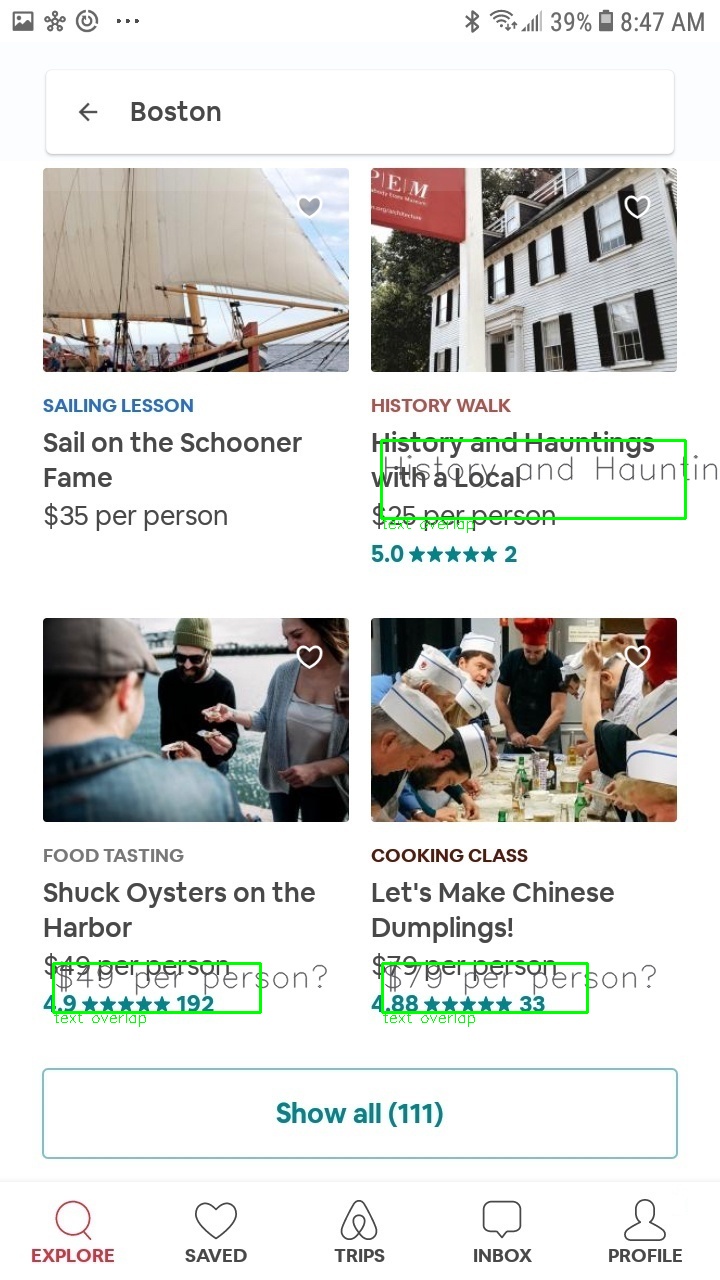 39% 8:47 AM
Boston
P|E|M
SAILING LESSON
Sail on the Schooner
Fame
$35 per person
HISTORY WALK
History and Hauntings
with a Local
History and Hauntin
$25 per person
text overlap
5.0 ★★★★★ 2
FOOD TASTING
Shuck Oysters on the
Harbor
$49 per person
$49 per person?
4.9 ★★★★★ 192
text overlap
COOKING CLASS
Let's Make Chinese
Dumplings!
$79 per person
$79 per person?
4.88 ★★★★★ 33
text overlap
Show all (111)
EXPLORE
SAVED
TRIPS
INBOX
PROFILE